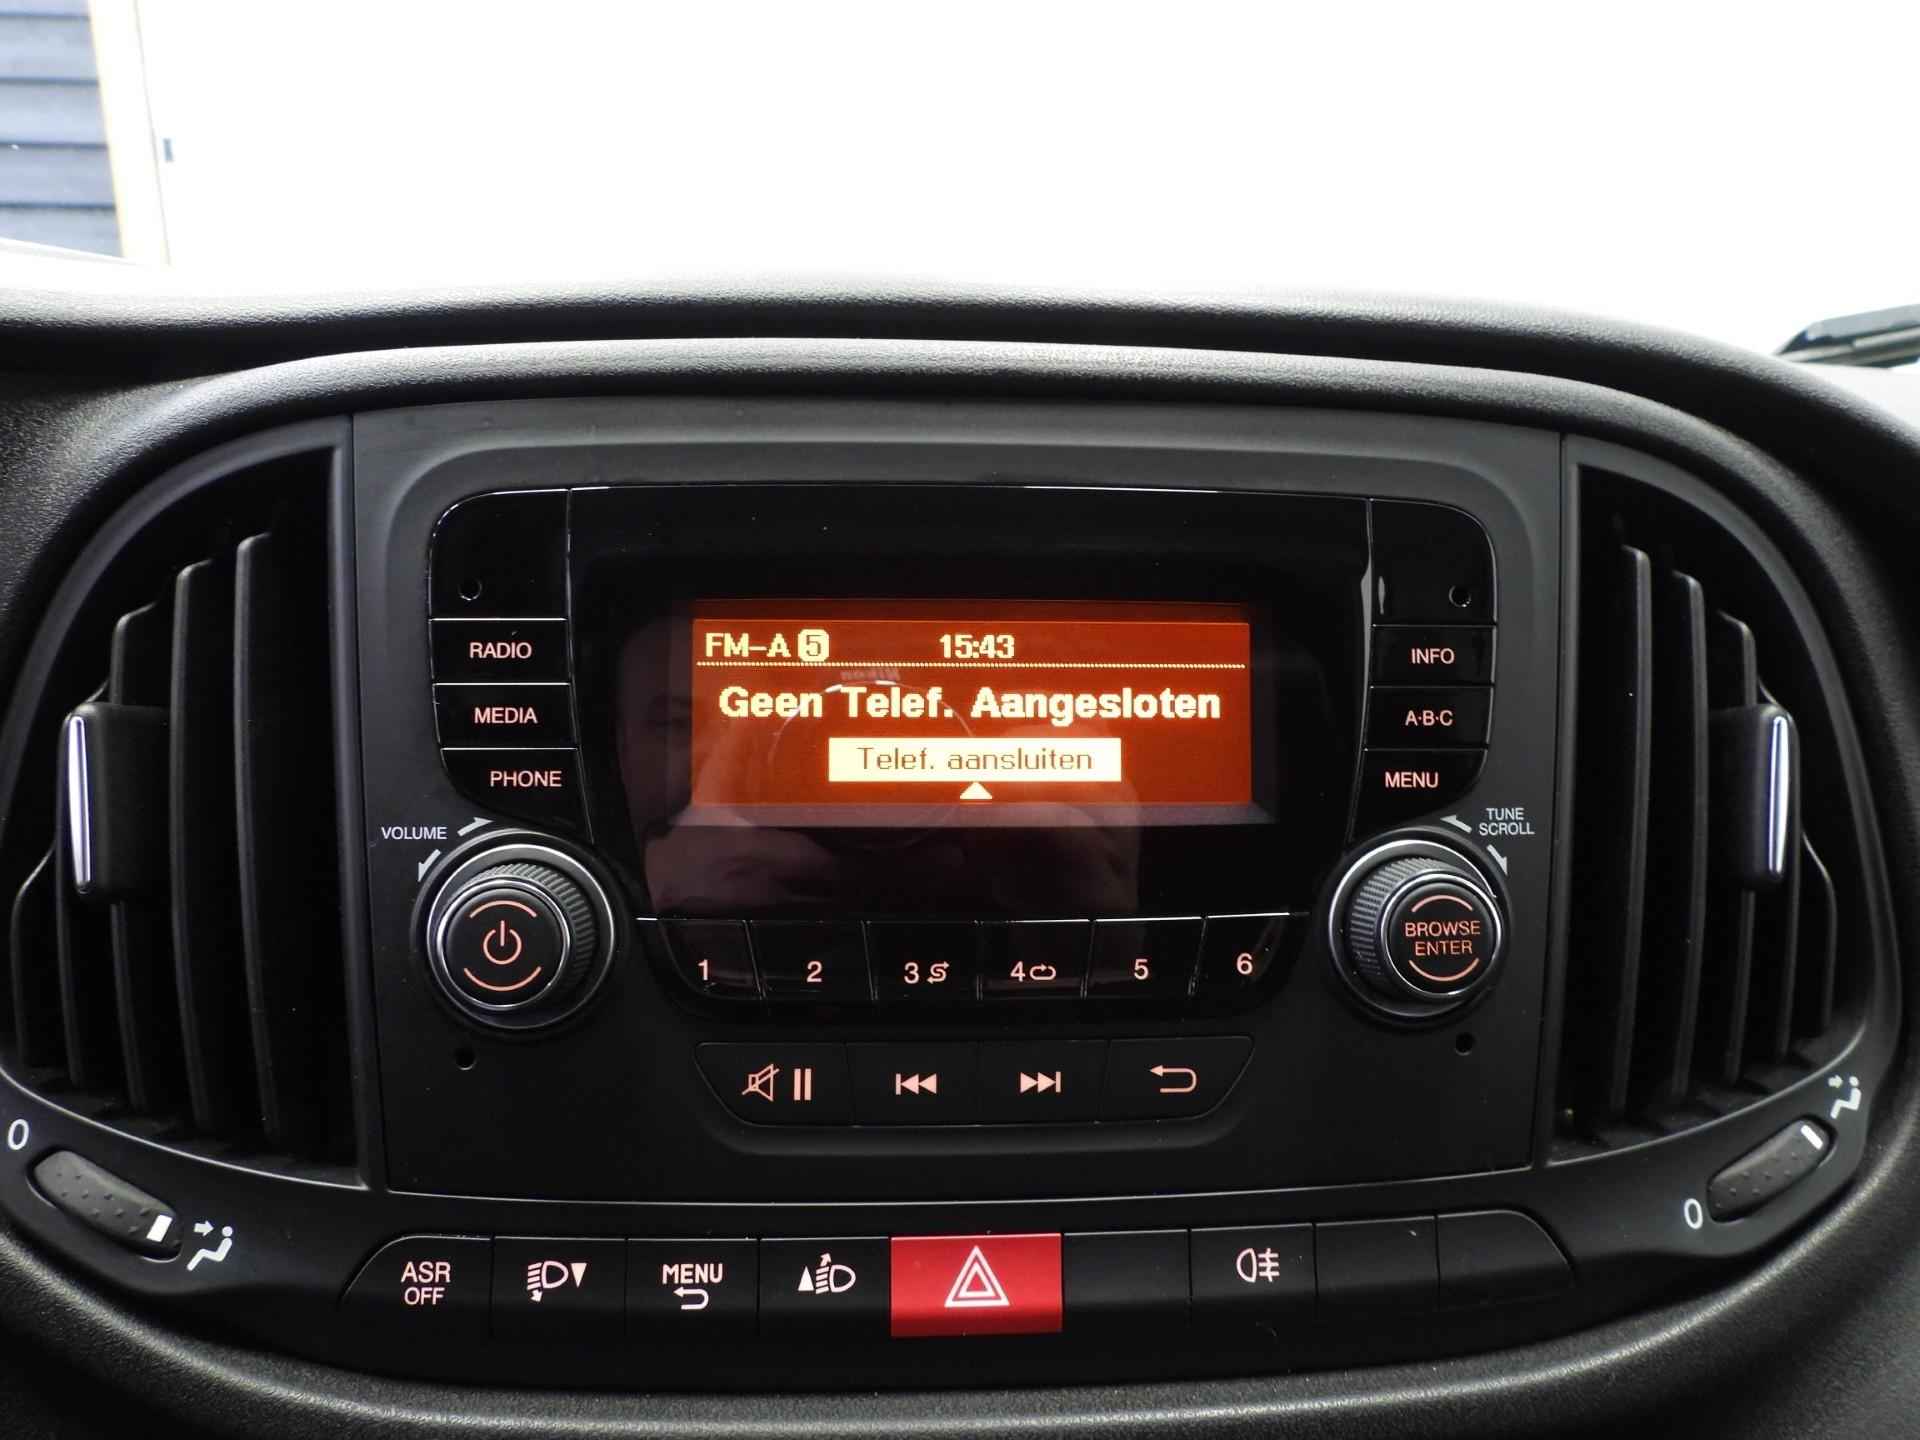 FM-A 5 15:43
Geen Telef. Aangesloten
Telef. aansluiten
RADIO
MEDIA
PHONE
VOLUME
INFO
A·B·C
MENU
TUNE
SCROLL
BROWSE
ENTER
1 2 3 4 5 6
0
0
ASR
OFF
MENU
Nikon